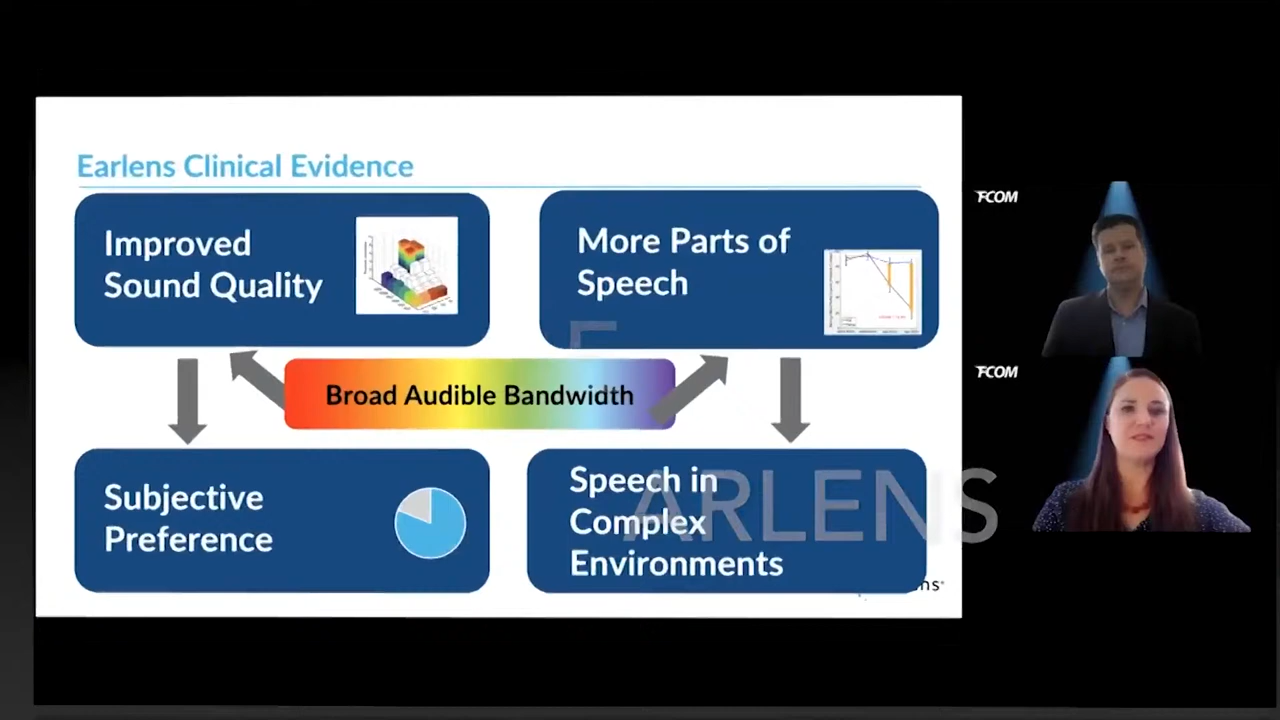 Earlens Clinical Evidence
Improved
Sound Quality
More Parts of
Speech
Broad Audible Bandwidth
Subjective
Preference
Speech in
Complex
Environments
E
ARLENS
FCOM
FCOM